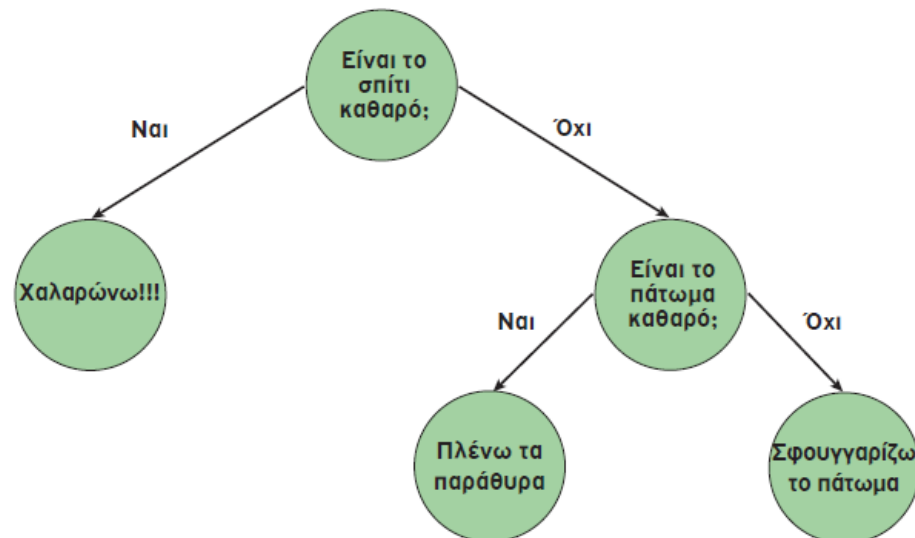 Είναι το
σπίτι
καθαρό;
Ναι
Όχι
Χαλαρώνω!!!
Είναι το
πάτωμα
καθαρό;
Ναι
Όχι
Πλένω τα
παράθυρα
Σφουγγαρίζω
το πάτωμα